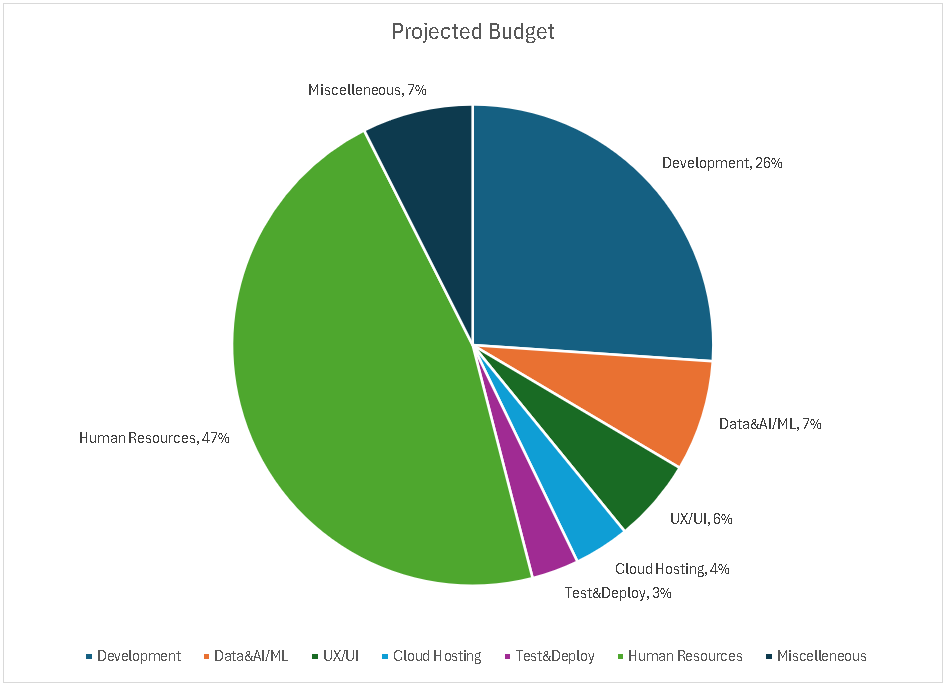 Projected Budget
Miscelleneous, 7%
Development, 26%
Data&AI/ML, 7%
Human Resources, 47%
UX/UI, 6%
Cloud Hosting, 4%
Test&Deploy, 3%
Development Data&AI/ML UX/UI Cloud Hosting Test&Deploy Human Resources Miscelleneous